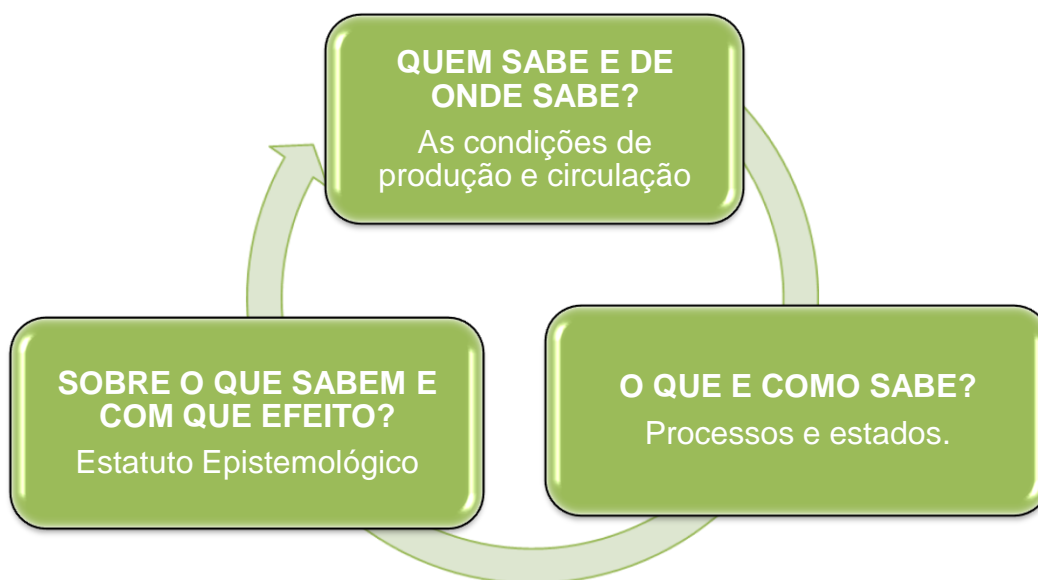 QUEM SABE E DE
ONDE SABE?
As condições de
produção e circulação
O QUE E COMO SABE?
Processos e estados.
SOBRE O QUE SABEM E
COM QUE EFEITO?
Estatuto Epistemológico